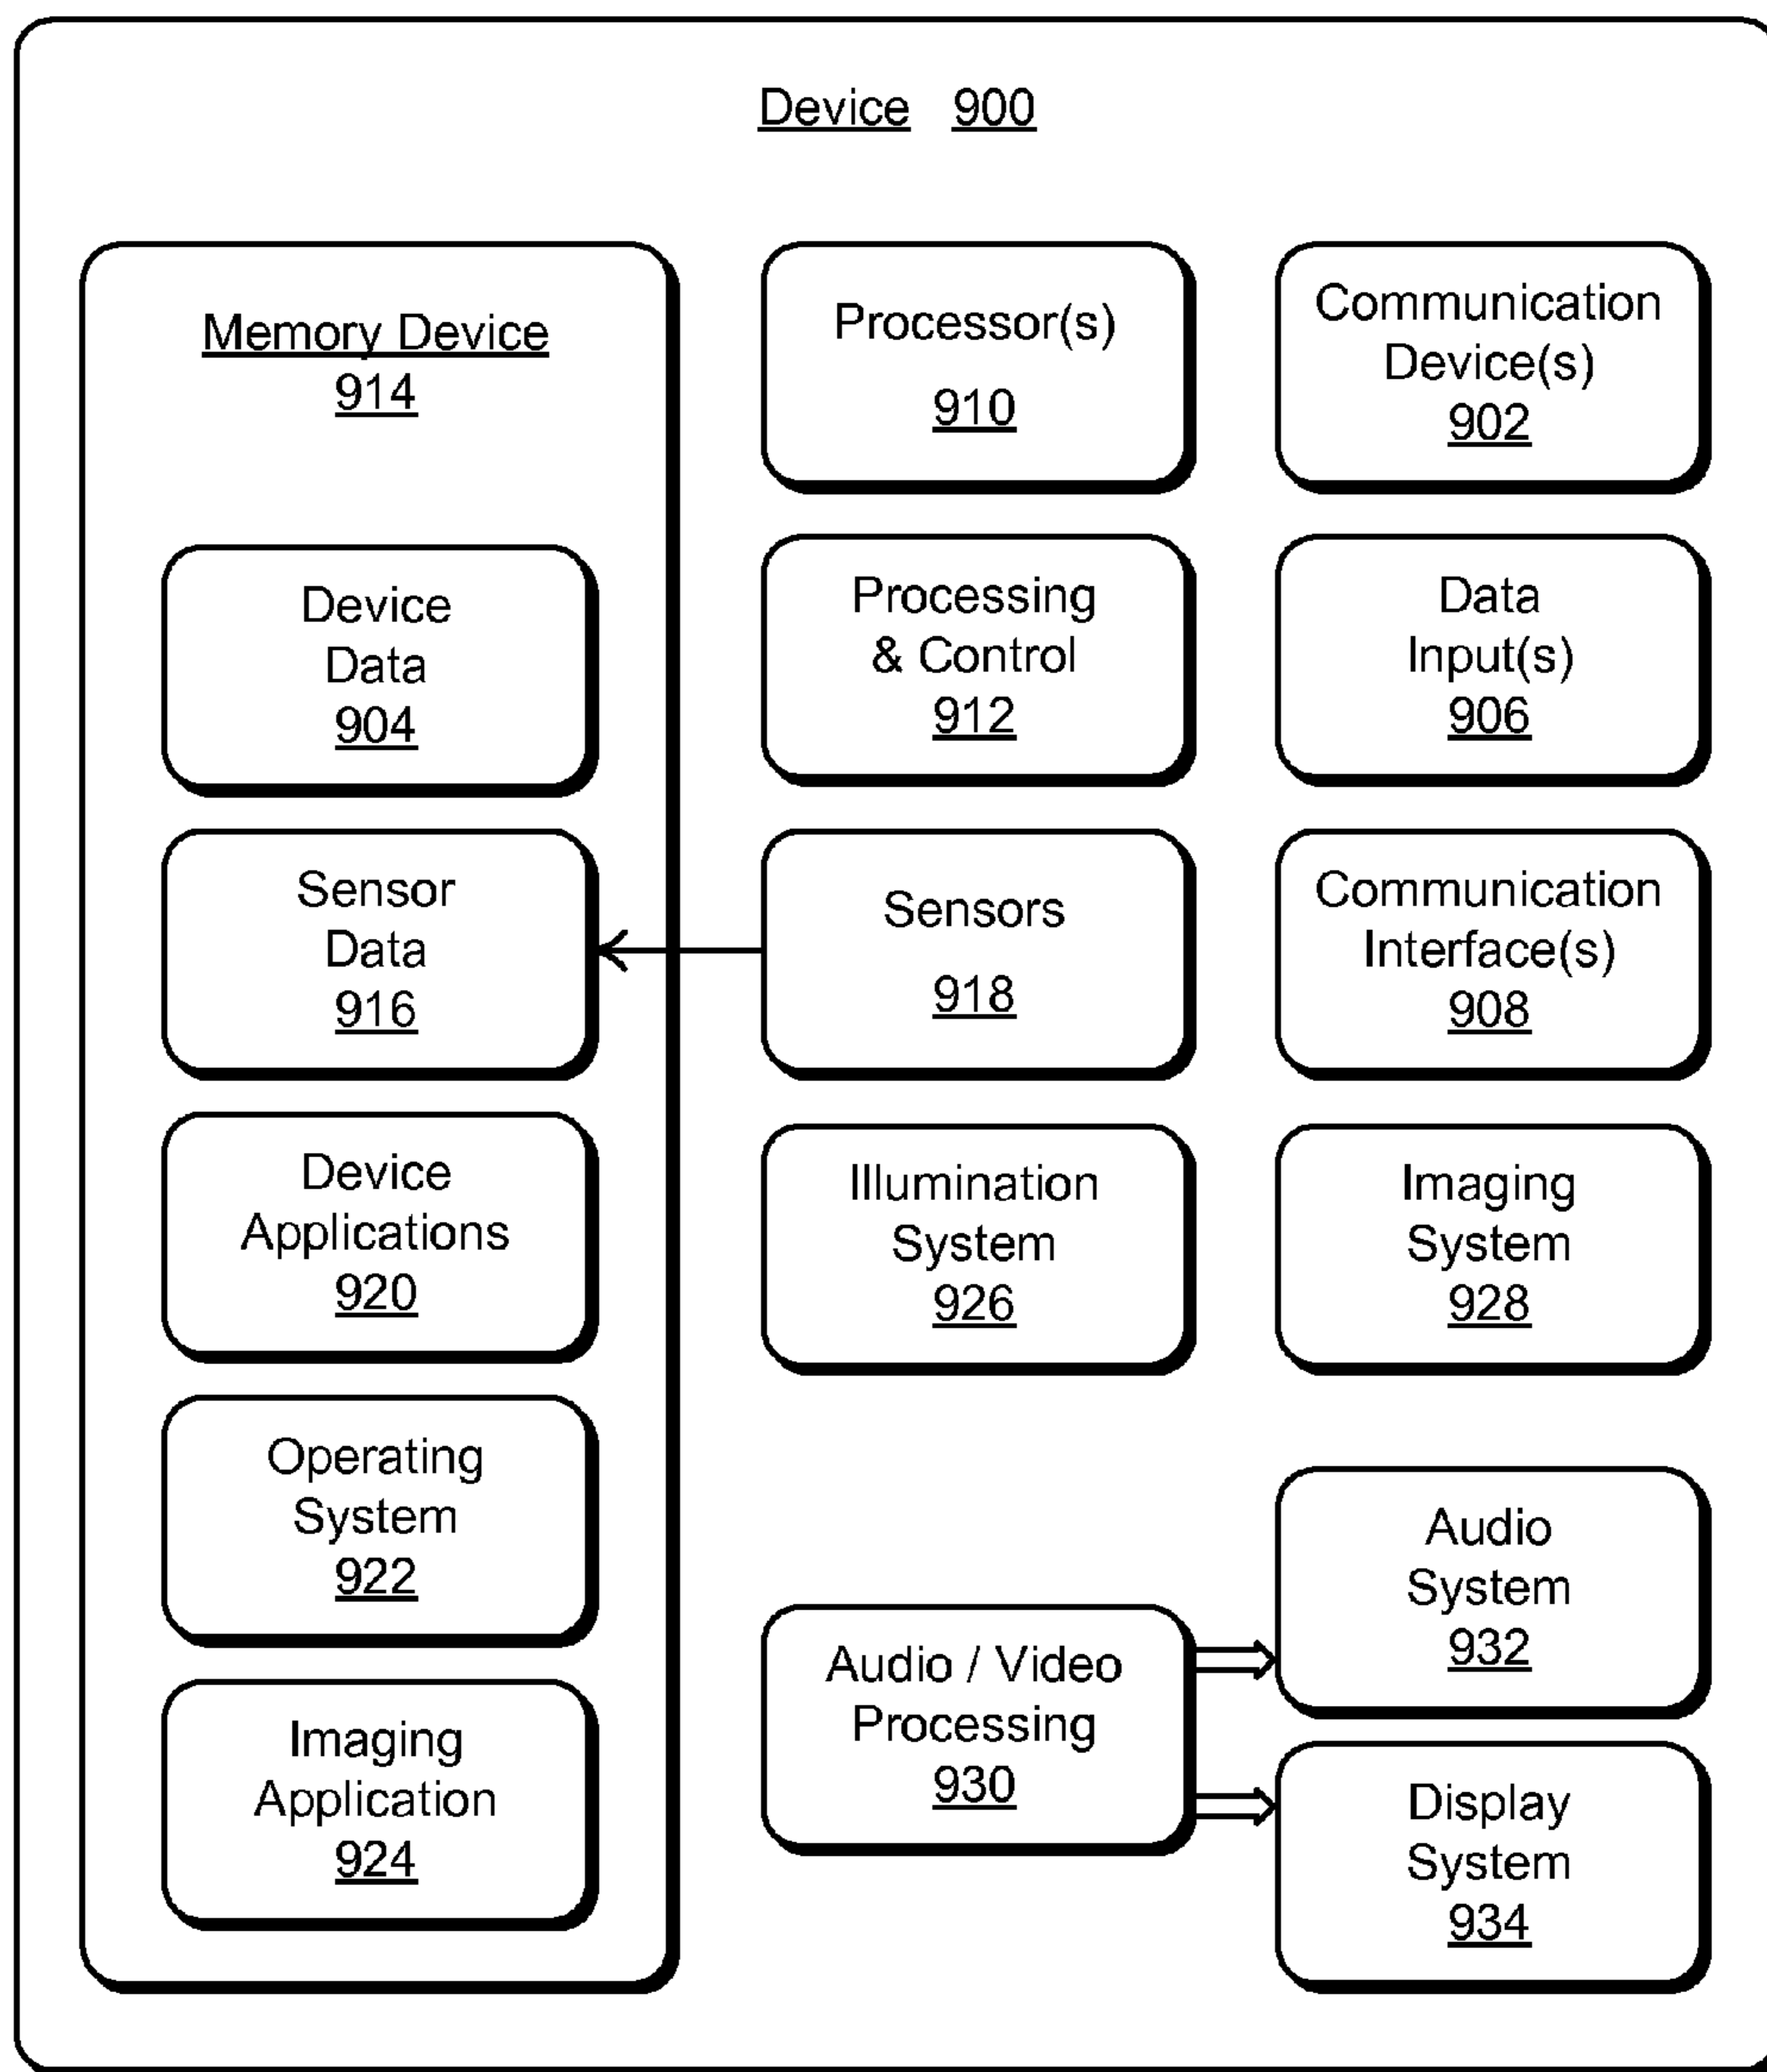 Device 900
Memory Device
914
Device
Data
904
Sensor
Data
916
Device
Applications
920
Operating
System
922
Imaging
Application
924
Processor(s)
910
Processing
& Control
912
Sensors
918
Illumination
System
926
Audio / Video
Processing
930
Communication
Device(s)
902
Data
Input(s)
906
Communication
Interface(s)
908
Imaging
System
928
Audio
System
932
Display
System
934